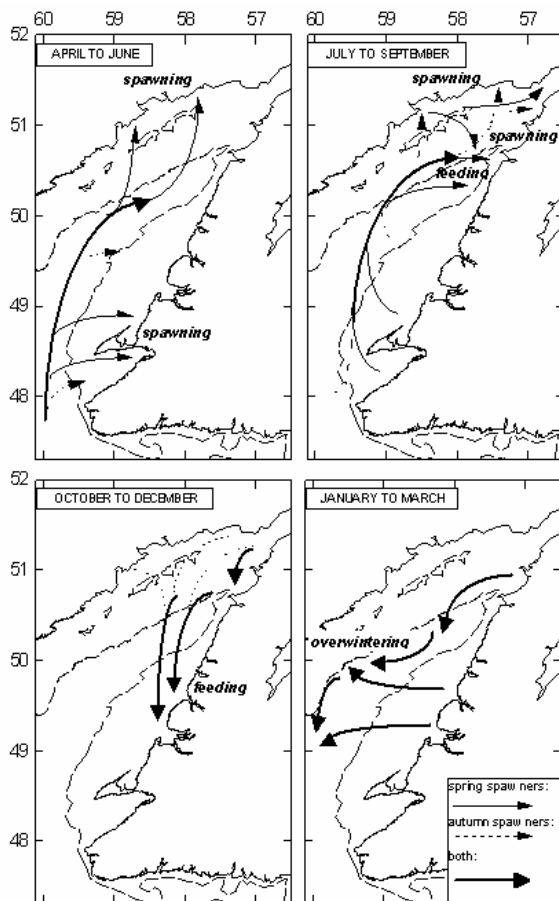 60 59 58 57
60 59 58 57
52
APRIL TO JUNE
spawning
51
50
49
spawning
48
JULY TO SEPTEMBER
spawning
spawning
feeding
52
OCTOBER TO DECEMBER
51
50
feeding
49
48
JANUARY TO MARCH
overwintering
spring spaw ners:
autumn spaw ners:
both: